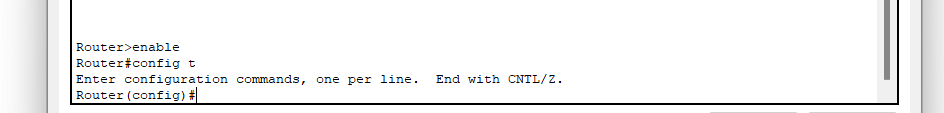 Router>enable
Router#config t
Enter configuration commands, one per line.  End with CNTL/Z.
Router(config)#